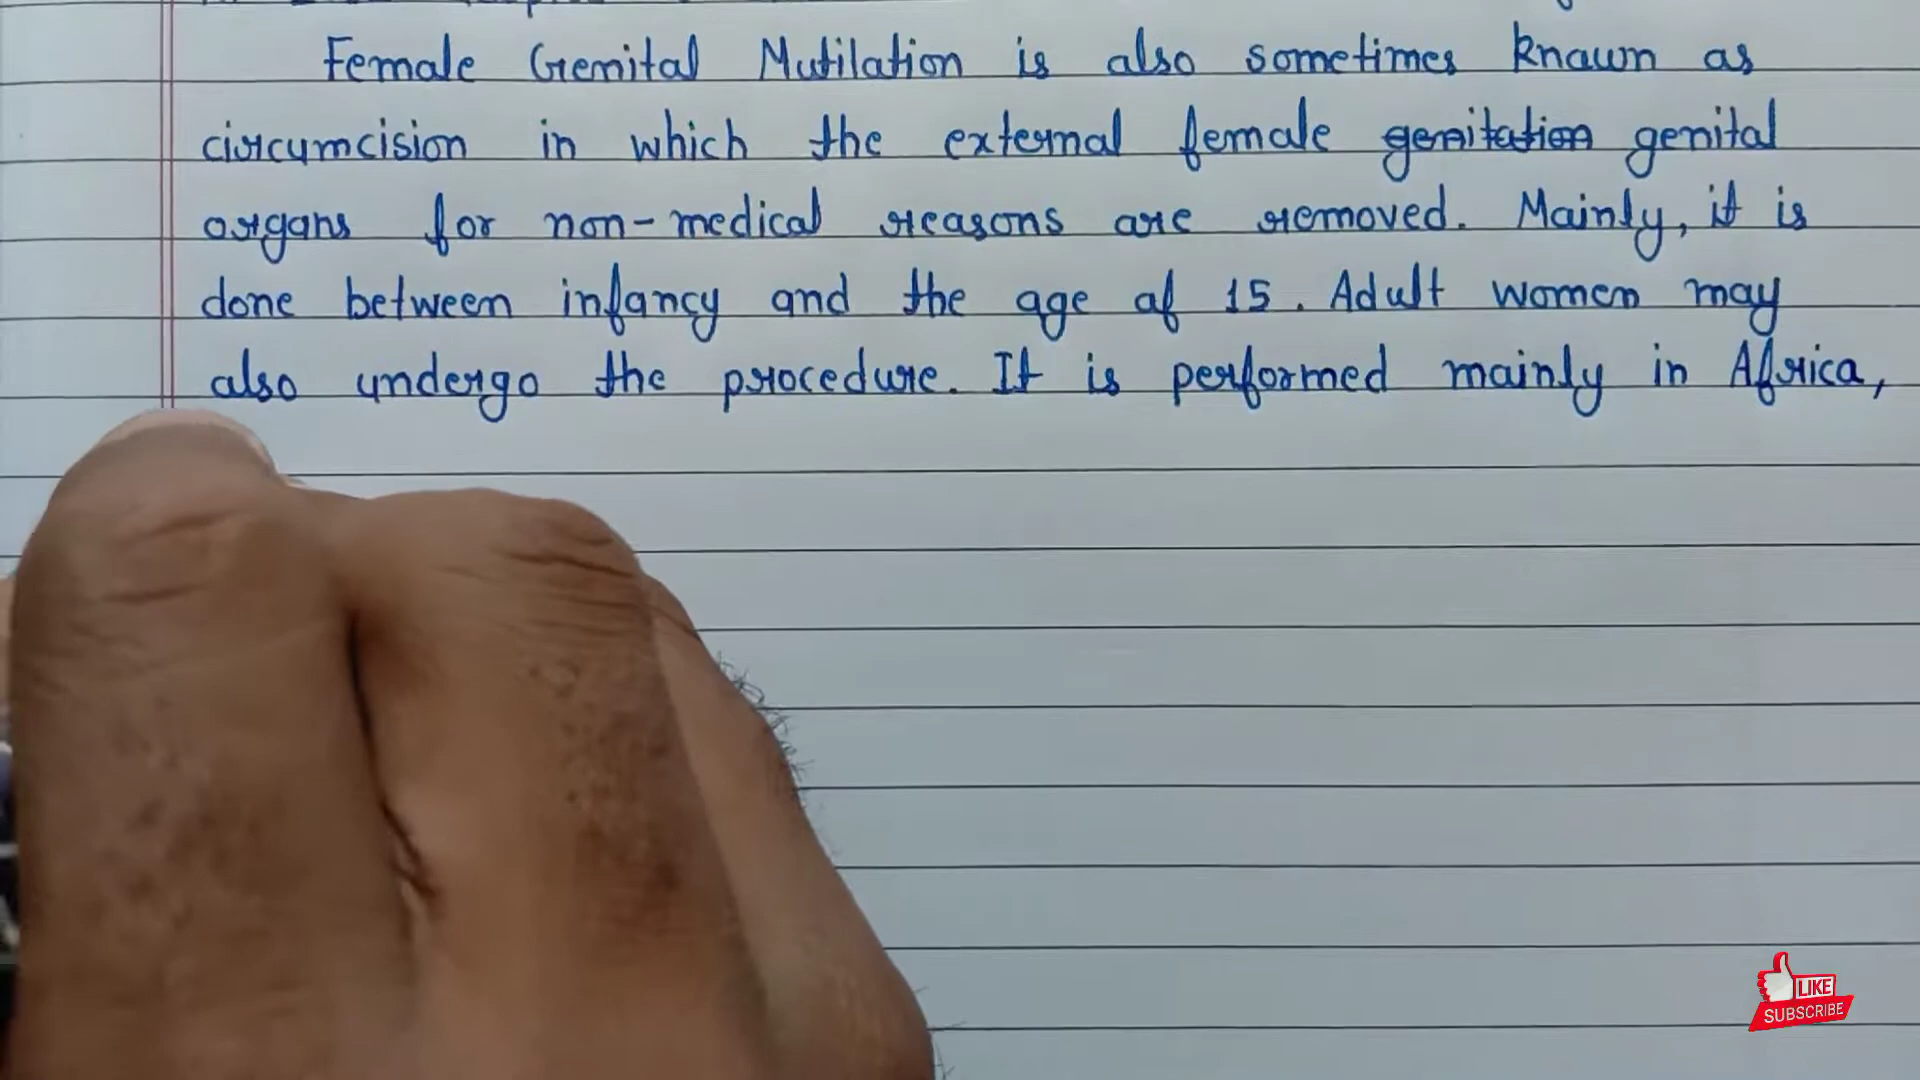 Female Genital Mutilation is also sometimes known as
circumcision in which the external female genitation genital
organs for non-medical reasons are removed. Mainly, it is
done between infancy and the age of 15. Adult women may
also undergo the procedure. It is performed mainly in Africa,
LIKE
SUBSCRIBE